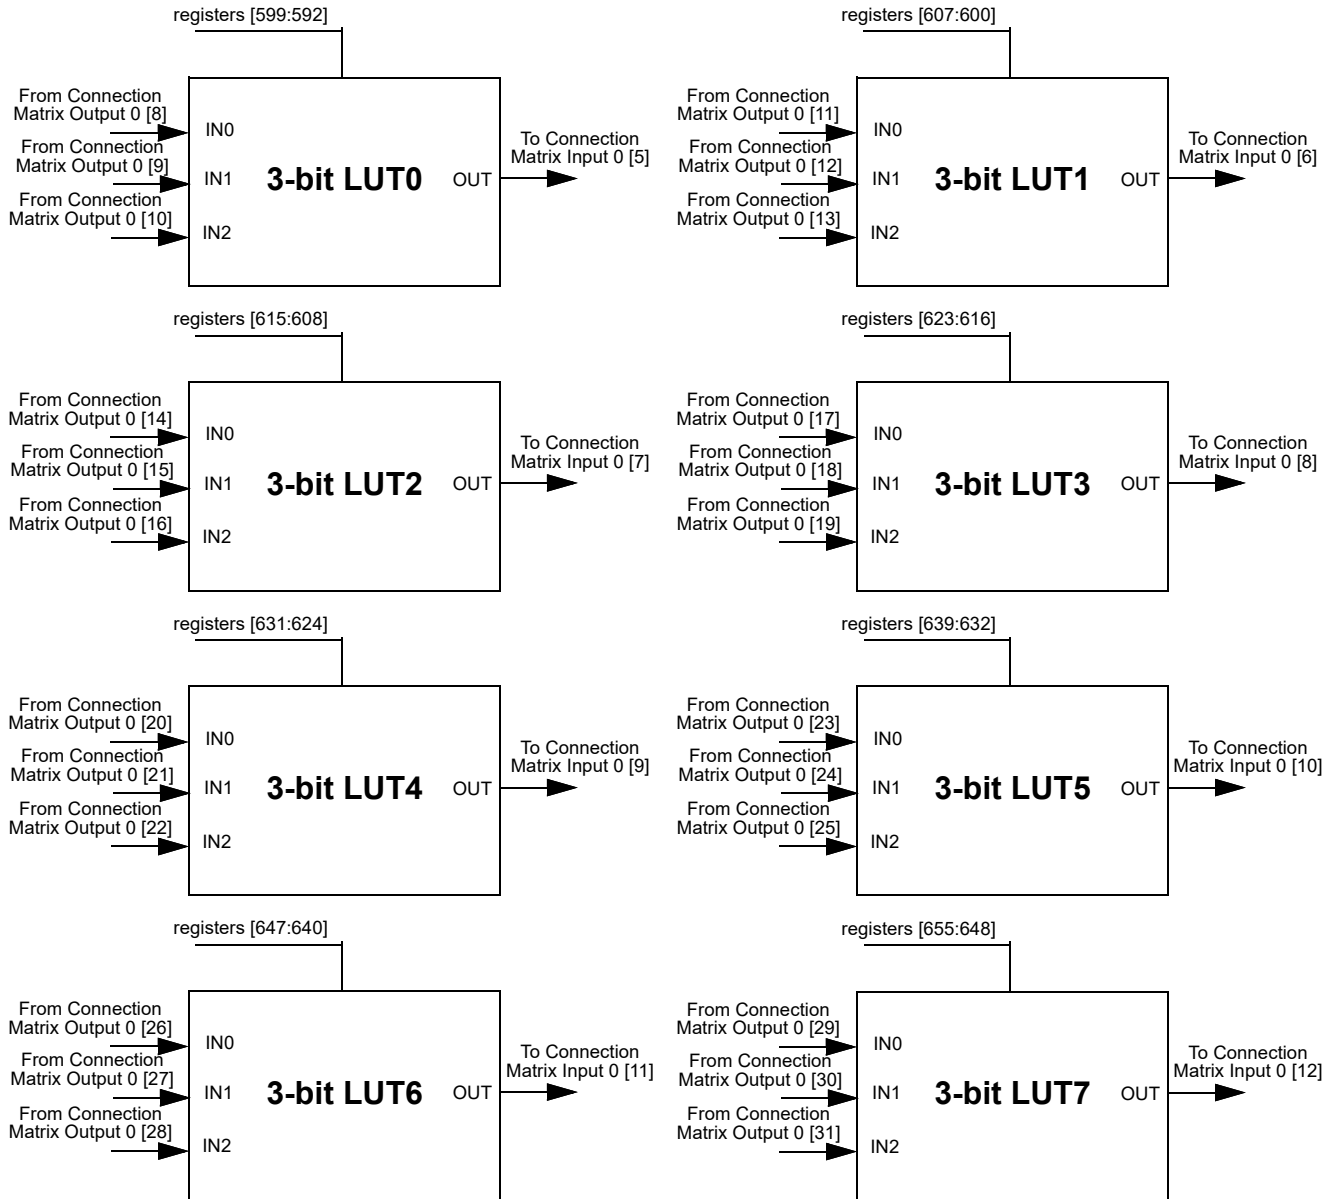 registers [599:592]
From Connection
Matrix Output 0 [8]
From Connection
Matrix Output 0 [9]
From Connection
Matrix Output 0 [10]
IN0
IN1
IN2
3-bit LUT0
OUT
To Connection
Matrix Input 0 [5]
registers [607:600]
From Connection
Matrix Output 0 [11]
From Connection
Matrix Output 0 [12]
From Connection
Matrix Output 0 [13]
IN0
IN1
IN2
3-bit LUT1
OUT
To Connection
Matrix Input 0 [6]
registers [615:608]
From Connection
Matrix Output 0 [14]
From Connection
Matrix Output 0 [15]
From Connection
Matrix Output 0 [16]
IN0
IN1
IN2
3-bit LUT2
OUT
To Connection
Matrix Input 0 [7]
registers [623:616]
From Connection
Matrix Output 0 [17]
From Connection
Matrix Output 0 [18]
From Connection
Matrix Output 0 [19]
IN0
IN1
IN2
3-bit LUT3
OUT
To Connection
Matrix Input 0 [8]
registers [631:624]
From Connection
Matrix Output 0 [20]
From Connection
Matrix Output 0 [21]
From Connection
Matrix Output 0 [22]
IN0
IN1
IN2
3-bit LUT4
OUT
To Connection
Matrix Input 0 [9]
registers [639:632]
From Connection
Matrix Output 0 [23]
From Connection
Matrix Output 0 [24]
From Connection
Matrix Output 0 [25]
IN0
IN1
IN2
3-bit LUT5
OUT
To Connection
Matrix Input 0 [10]
registers [647:640]
From Connection
Matrix Output 0 [26]
From Connection
Matrix Output 0 [27]
From Connection
Matrix Output 0 [28]
IN0
IN1
IN2
3-bit LUT6
OUT
To Connection
Matrix Input 0 [11]
registers [655:648]
From Connection
Matrix Output 0 [29]
From Connection
Matrix Output 0 [30]
From Connection
Matrix Output 0 [31]
IN0
IN1
IN2
3-bit LUT7
OUT
To Connection
Matrix Input 0 [12]